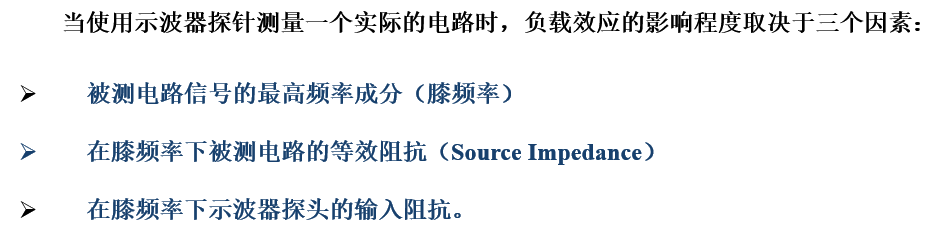 当使用示波器探针测量一个实际的电路时，负载效应的影响程度取决于三个因素：
➢ 被测电路信号的最高频率成分（膝频率）
➢ 在膝频率下被测电路的等效阻抗（Source Impedance）
➢ 在膝频率下示波器探头的输入阻抗。